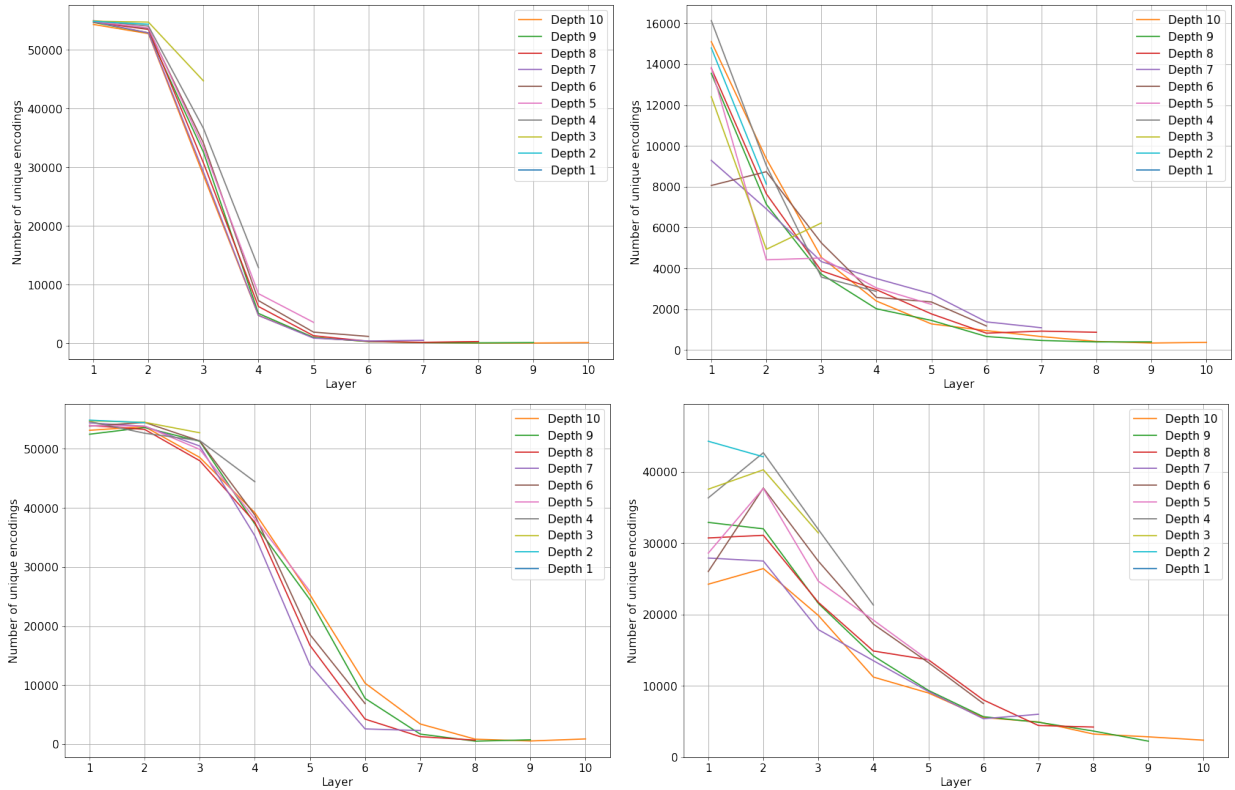 50000
40000
30000
20000
10000
0
Number of unique encodings
1 2 3 4 5 6 7 8 9 10
Layer
Depth 10
Depth 9
Depth 8
Depth 7
Depth 6
Depth 5
Depth 4
Depth 3
Depth 2
Depth 1
16000
14000
12000
10000
8000
6000
4000
2000
0
Number of unique encodings
1 2 3 4 5 6 7 8 9 10
Layer
Depth 10
Depth 9
Depth 8
Depth 7
Depth 6
Depth 5
Depth 4
Depth 3
Depth 2
Depth 1
50000
40000
30000
20000
10000
0
Number of unique encodings
1 2 3 4 5 6 7 8 9 10
Layer
Depth 10
Depth 9
Depth 8
Depth 7
Depth 6
Depth 5
Depth 4
Depth 3
Depth 2
Depth 1
40000
30000
20000
10000
0
Number of unique encodings
1 2 3 4 5 6 7 8 9 10
Layer
Depth 10
Depth 9
Depth 8
Depth 7
Depth 6
Depth 5
Depth 4
Depth 3
Depth 2
Depth 1